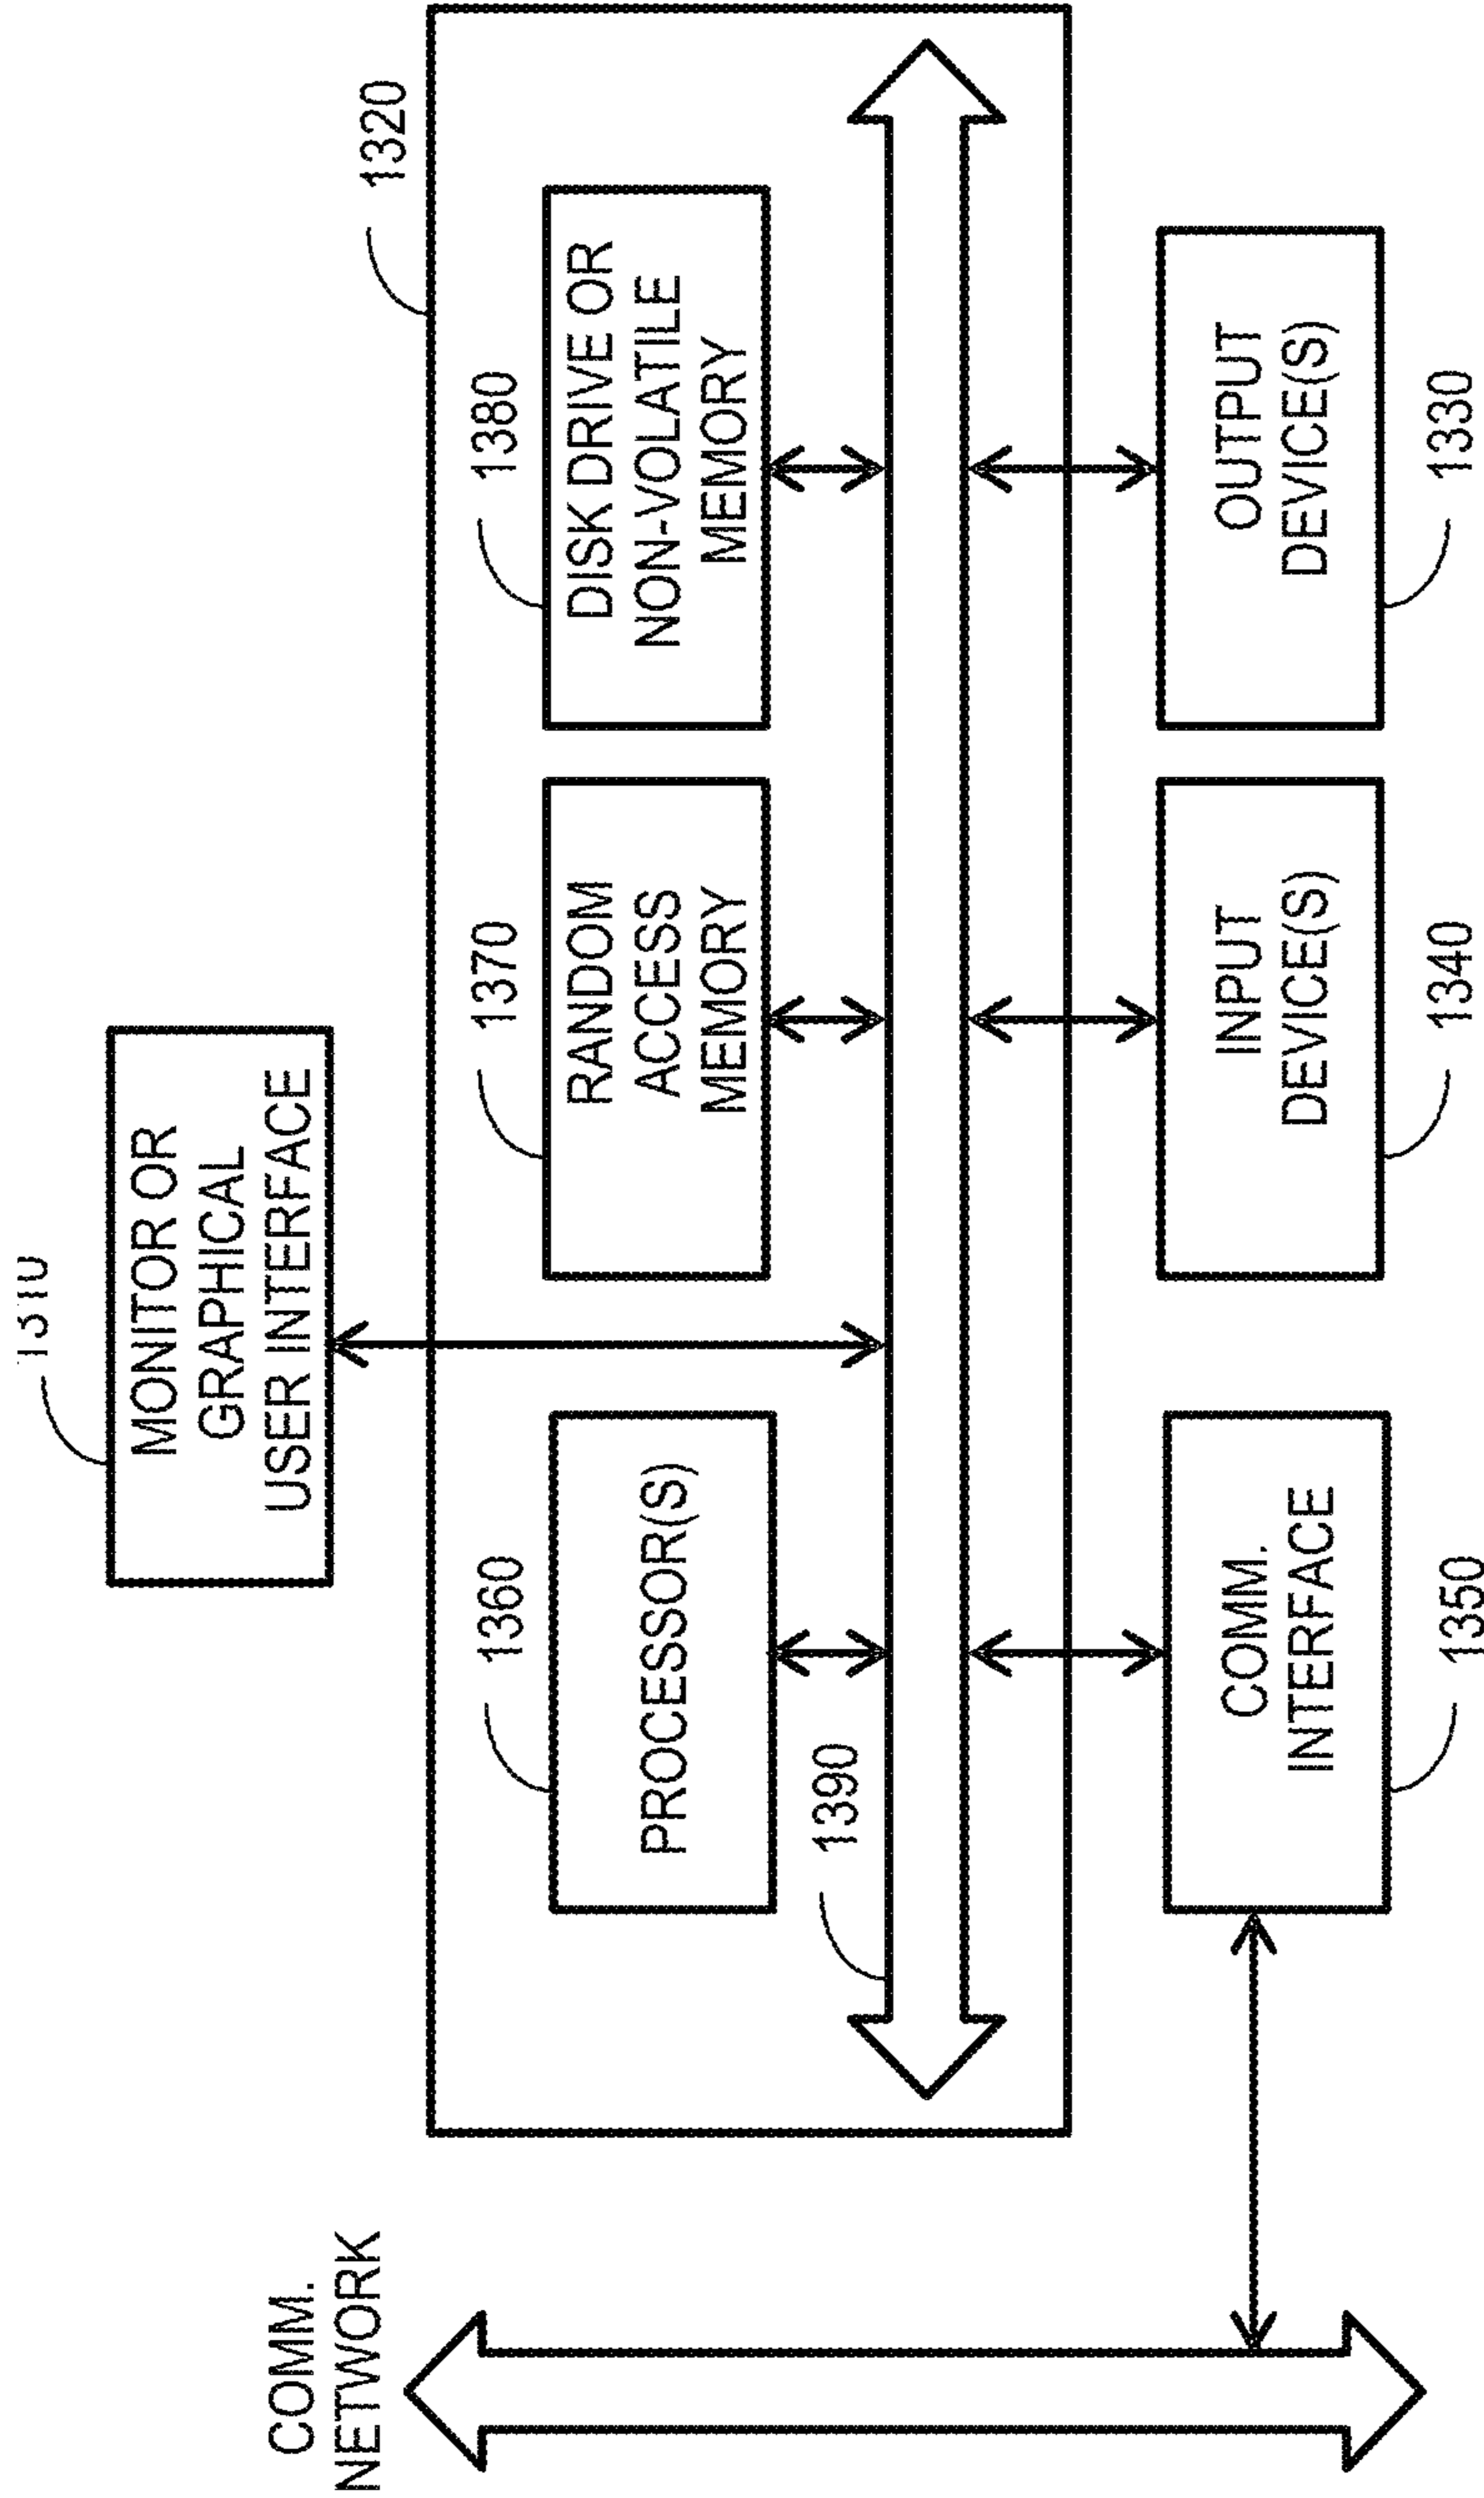 1310
MONITOR OR
GRAPHICAL
USER INTERFACE
1320
COMM.
NETWORK
1360
PROCESSOR(S)
1370
RANDOM
ACCESS
MEMORY
1380
DISK DRIVE OR
NON-VOLATILE
MEMORY
1390
COMM.
INTERFACE
1350
INPUT
DEVICE(S)
1340
OUTPUT
DEVICE(S)
1330